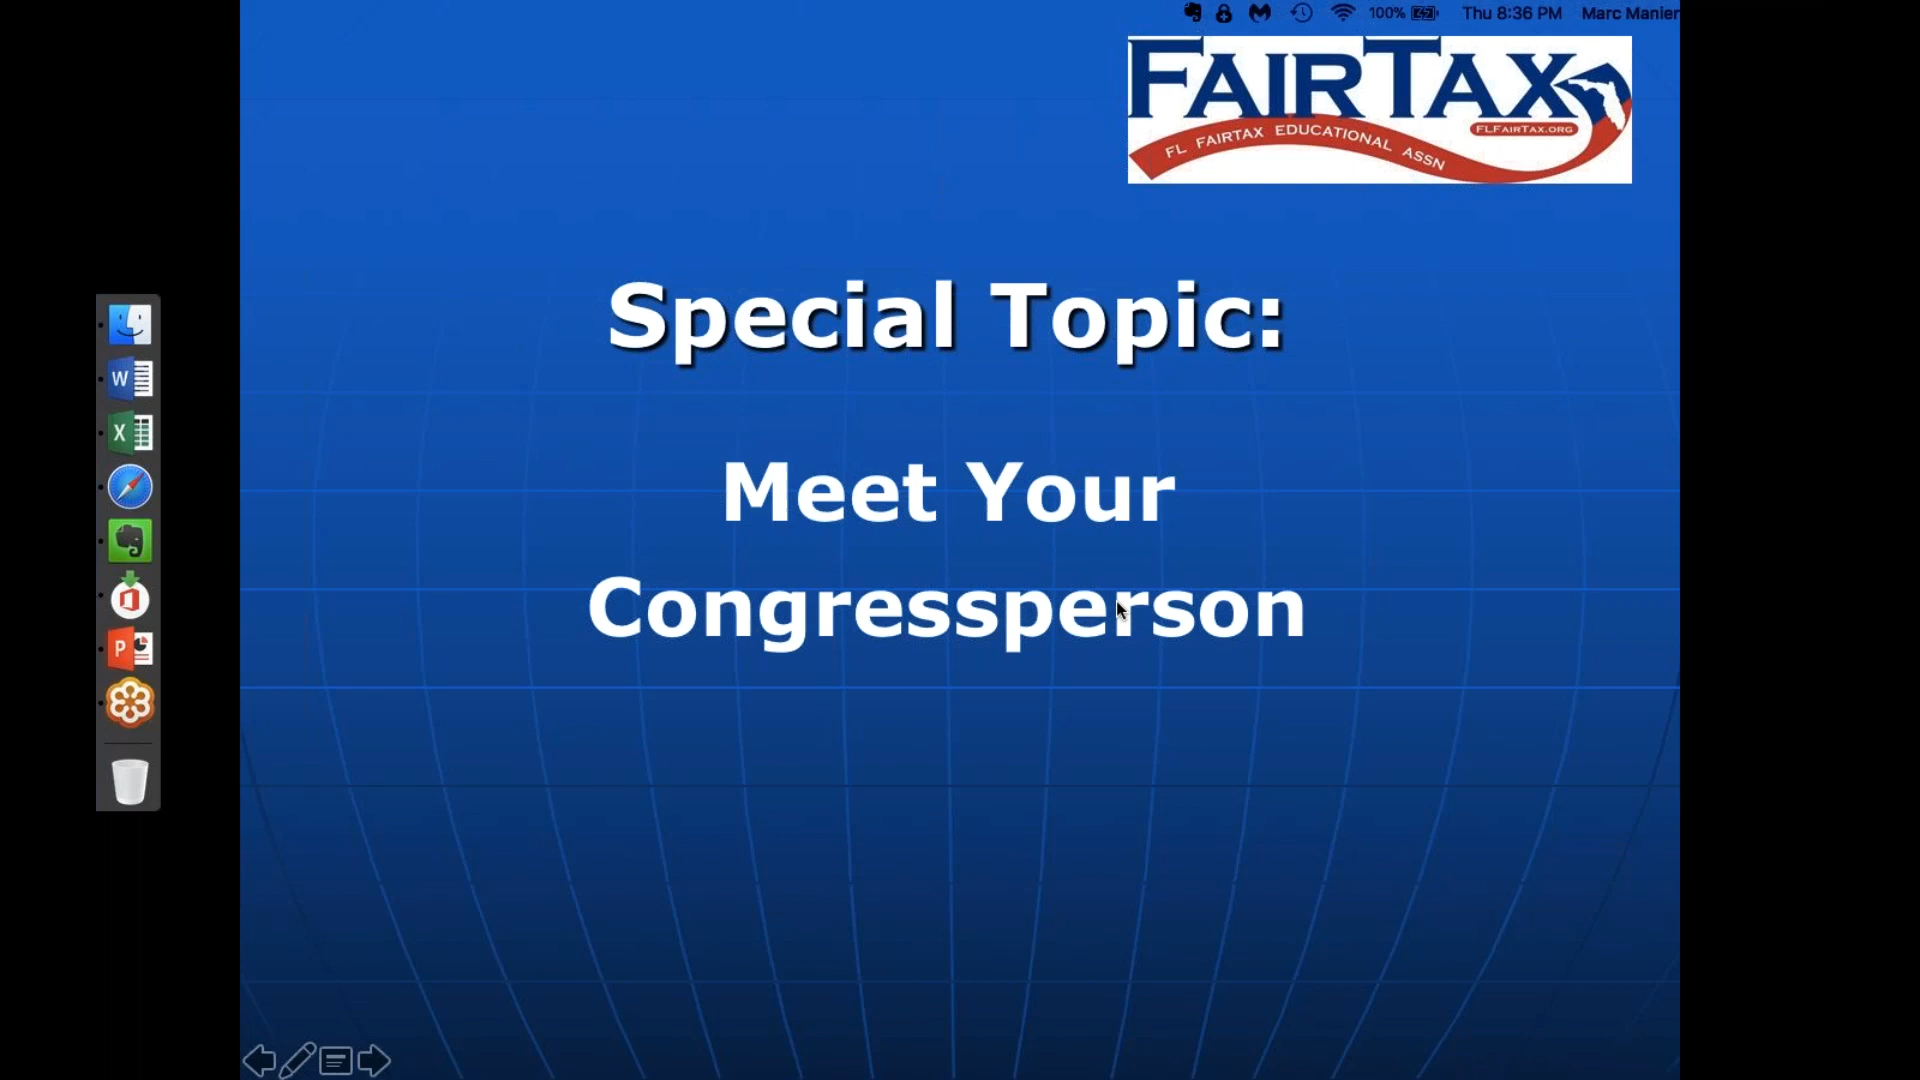 100% Thu 8:36 PM Marc Manier
FAIRTAX
FLFAIRTAX.ORG
FL FAIRTAX EDUCATIONAL ASSN
Special Topic:
Meet Your
Congressperson
W
X
P